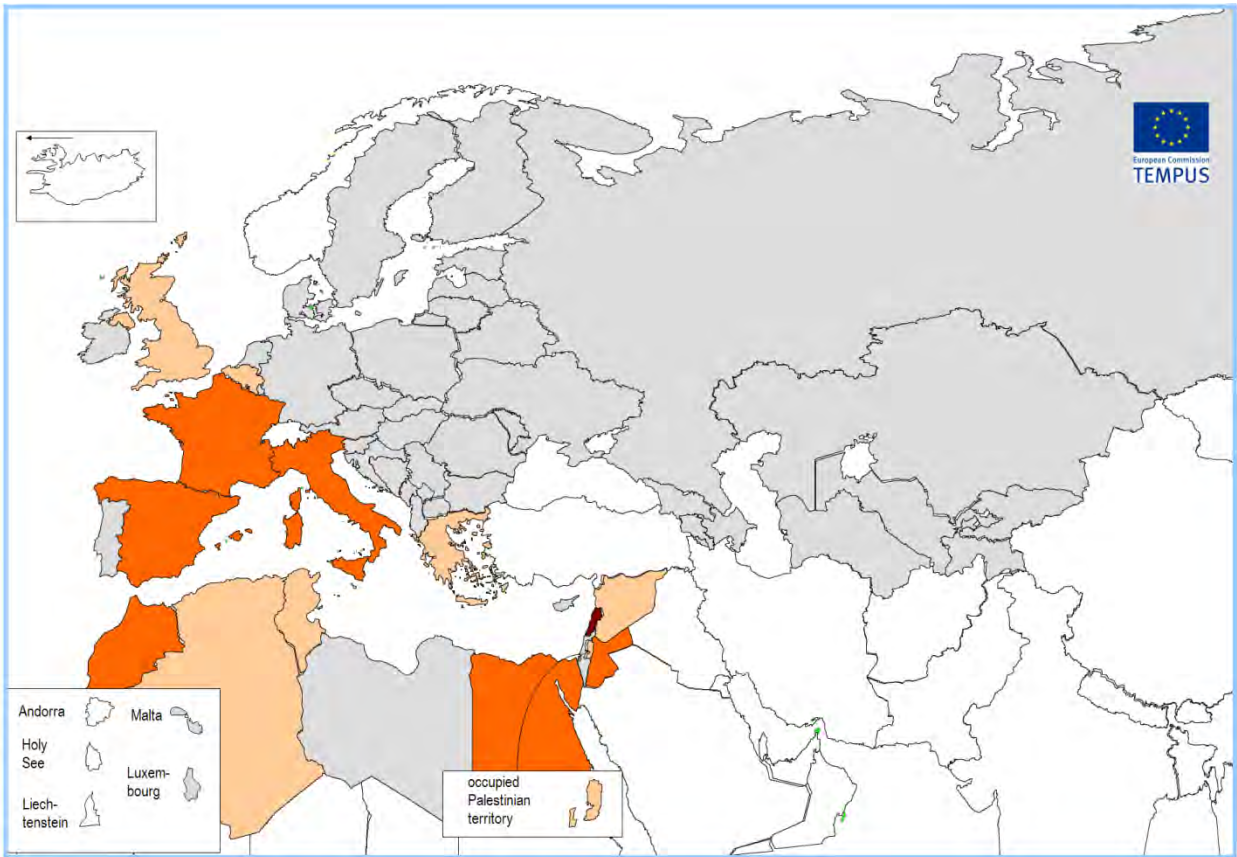 European Commission
TEMPUS
Andorra
Malta
Holy
See
Luxem-
bourg
Liech-
tenstein
occupied
Palestinian
territory